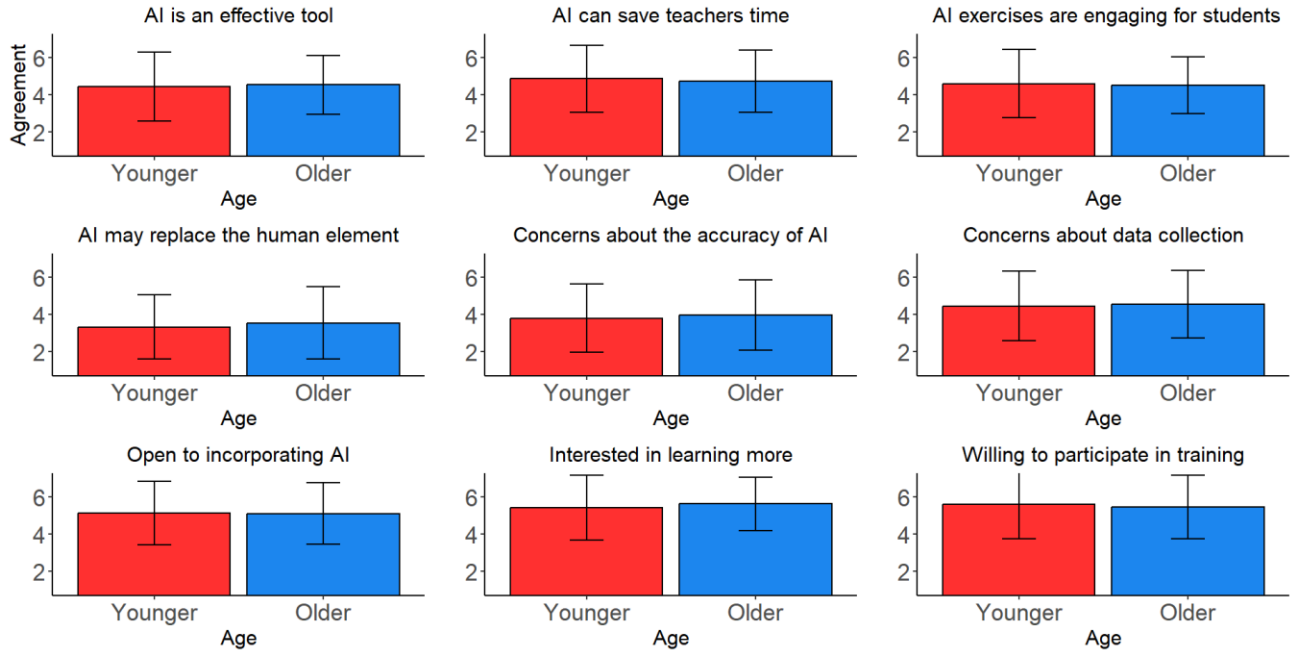 AI is an effective tool
AI can save teachers time
AI exercises are engaging for students
Agreement
6
4
2
Younger Older
Age
6
4
2
Younger Older
Age
6
4
2
Younger Older
Age
AI may replace the human element
Concerns about the accuracy of AI
Concerns about data collection
6
4
2
Younger Older
Age
6
4
2
Younger Older
Age
6
4
2
Younger Older
Age
Open to incorporating AI
Interested in learning more
Willing to participate in training
6
4
2
Younger Older
Age
6
4
2
Younger Older
Age
6
4
2
Younger Older
Age